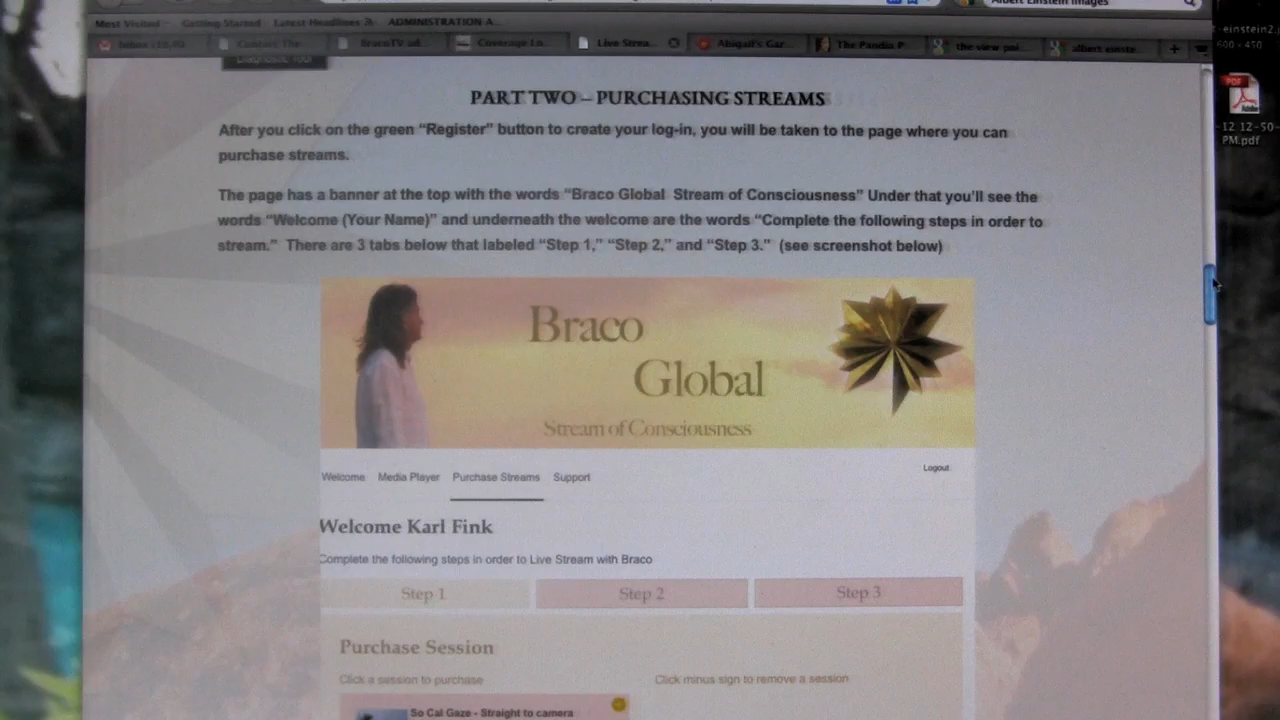 Albert Einstein images
Most Visited Getting Started Latest Headlines ADMINISTRATION A...
Contact The BracoTV ad... Coverage Lo... Live Strea... Abigail's Gar... The Pandia P the view poi... albert einste...
-einstein2.j
600 × 450
PDF
Adobe
-12 12-50-
PM.pdf
Diagnostic Tool
PART TWO – PURCHASING STREAMS
After you click on the green “Register” button to create your log-in, you will be taken to the page where you can
purchase streams.
The page has a banner at the top with the words “Braco Global Stream of Consciousness” Under that you’ll see the
words “Welcome (Your Name)” and underneath the welcome are the words “Complete the following steps in order to
stream.” There are 3 tabs below that labeled “Step 1,” “Step 2,” and “Step 3.” (see screenshot below)
Braco
Global
Stream of Consciousness
Logout
Welcome Media Player Purchase Streams Support
Welcome Karl Fink
Complete the following steps in order to Live Stream with Braco
Step 1 Step 2 Step 3
Purchase Session
Click a session to purchase Click minus sign to remove a session
So Cal Gaze - Straight to camera